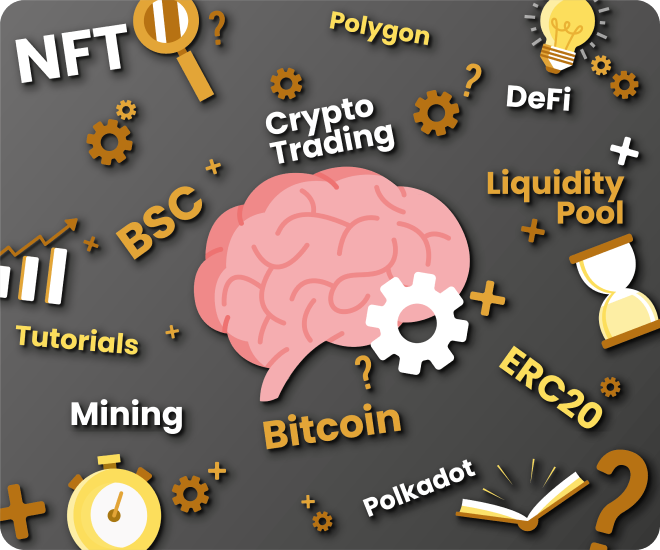 NFT
Polygon
Crypto
Trading
DeFi
Liquidity
Pool
BSC
Tutorials
ERC20
Mining
Bitcoin
Polkadot